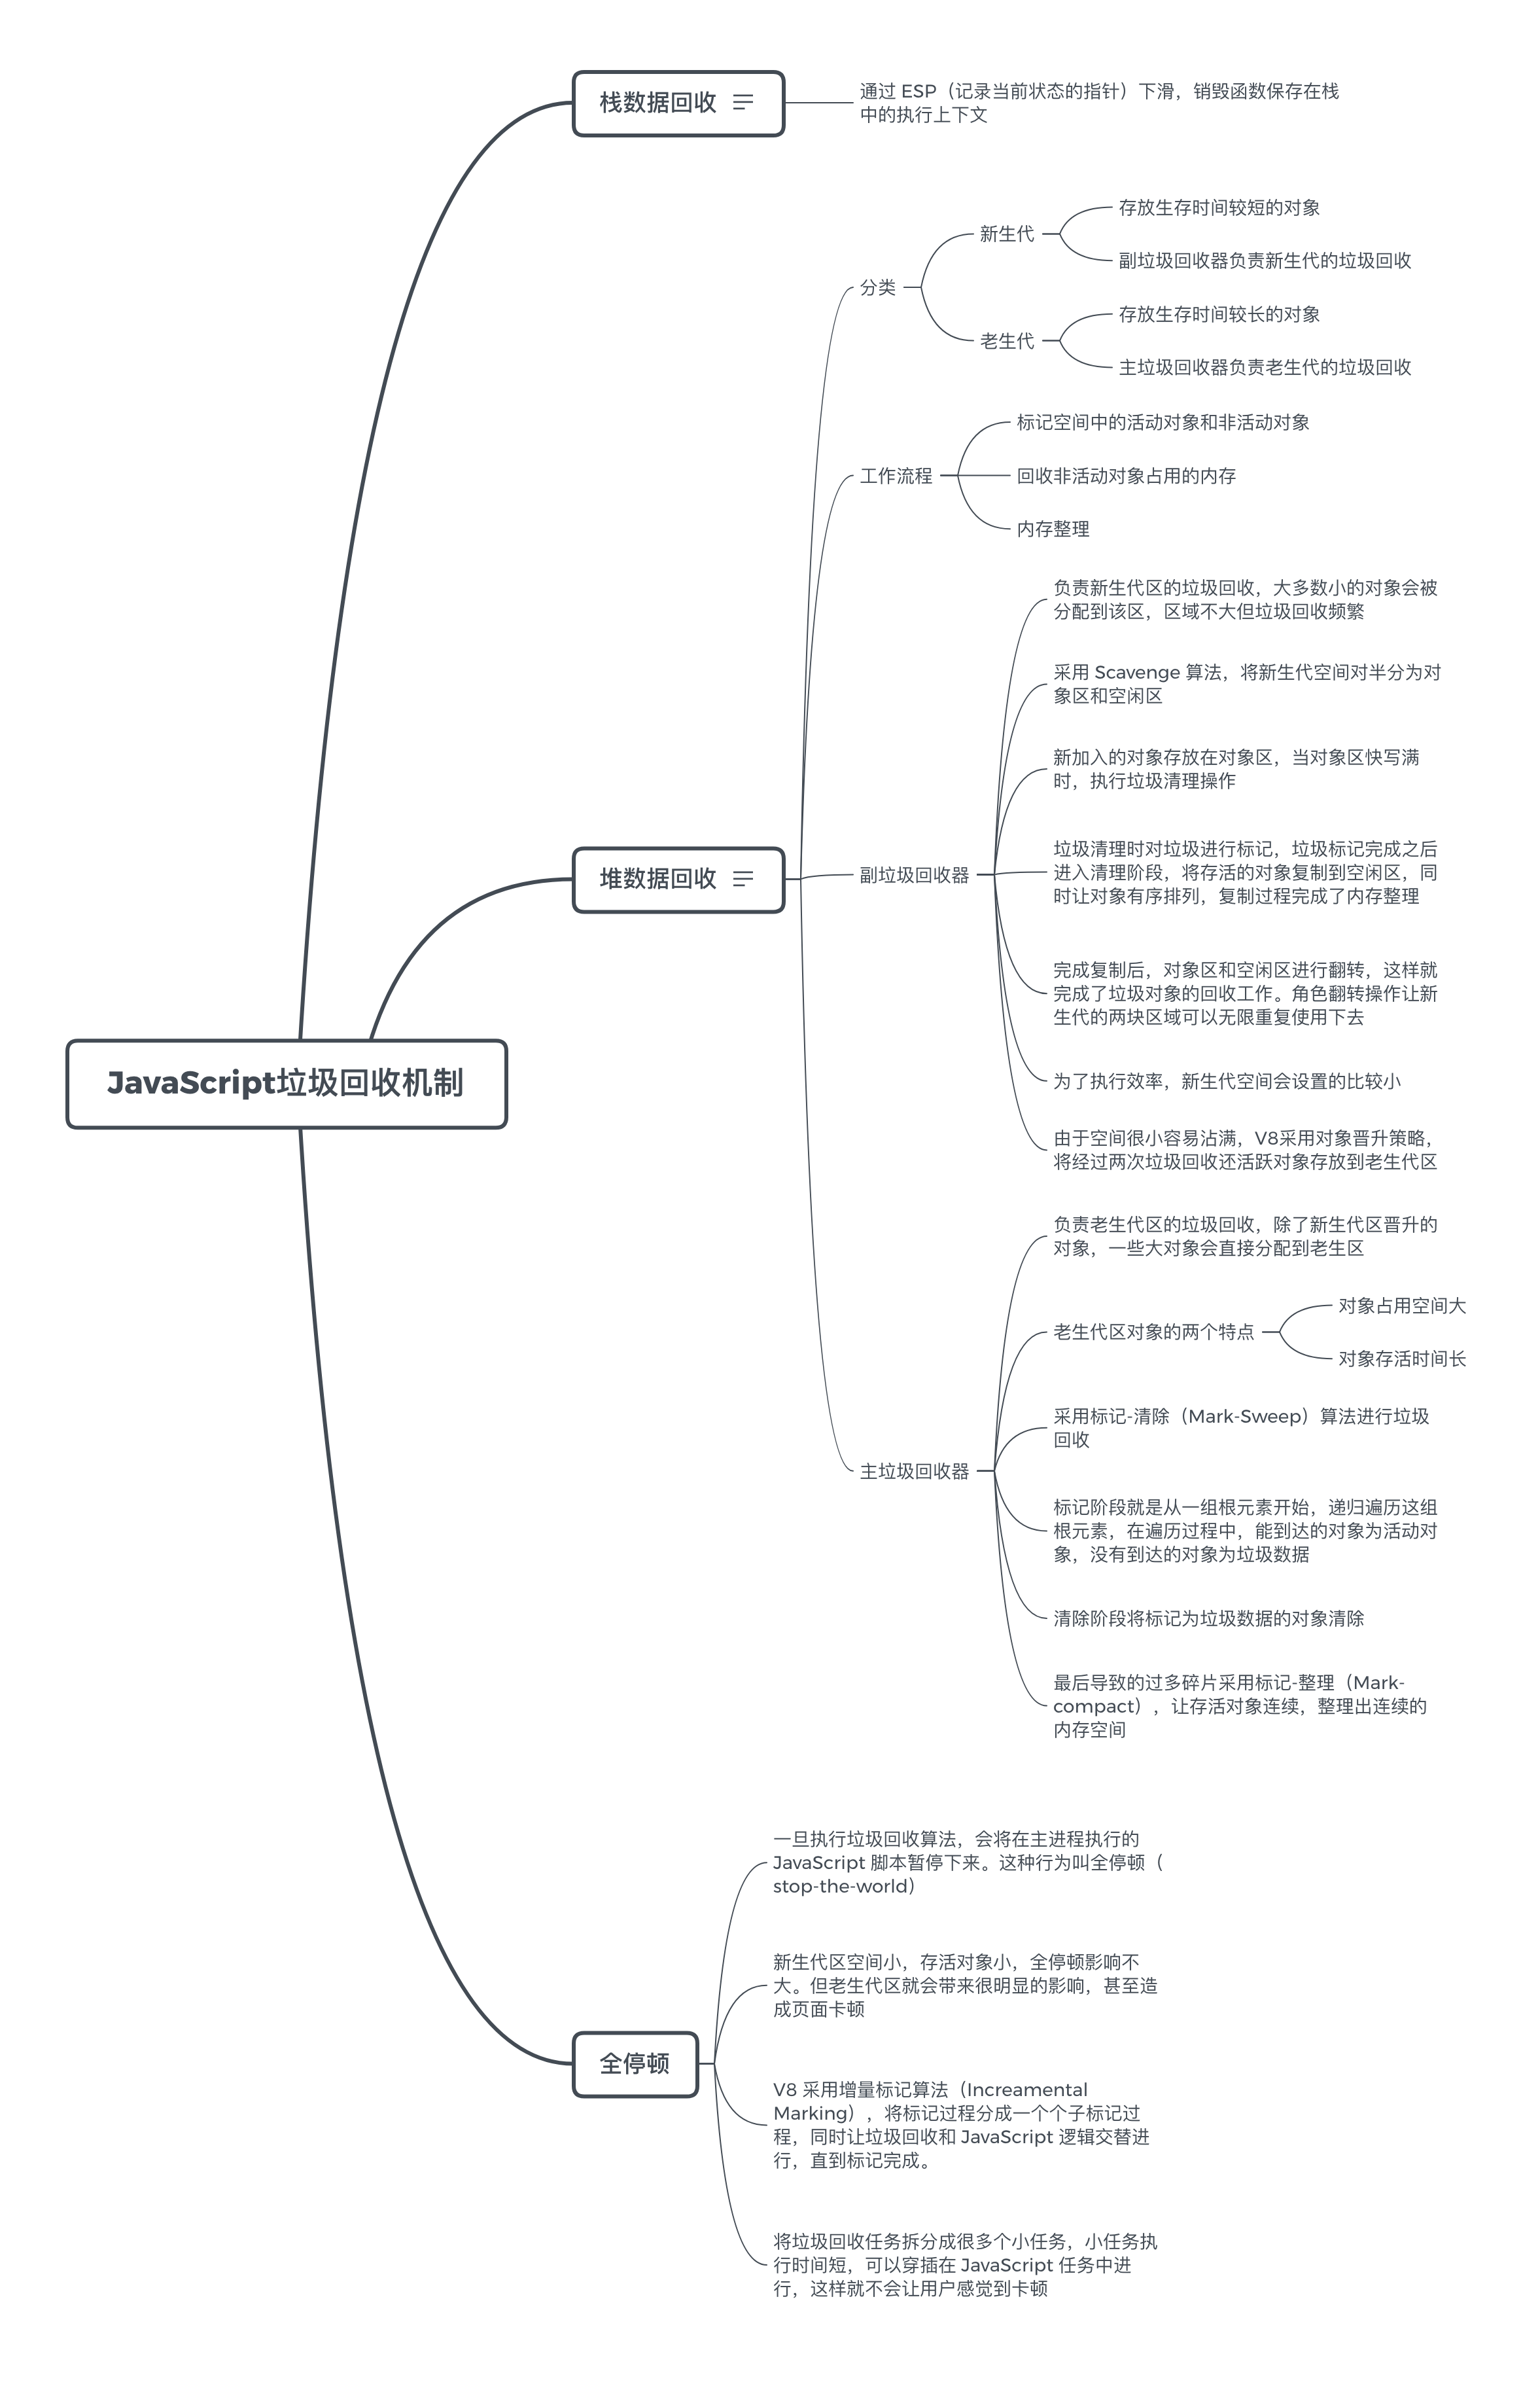 JavaScript垃圾回收机制
栈数据回收
通过 ESP（记录当前状态的指针）下滑，销毁函数保存在栈
中的执行上下文
堆数据回收
分类
新生代
存放生存时间较短的对象
副垃圾回收器负责新生代的垃圾回收
老生代
存放生存时间较长的对象
主垃圾回收器负责老生代的垃圾回收
工作流程
标记空间中的活动对象和非活动对象
回收非活动对象占用的内存
内存整理
副垃圾回收器
负责新生代区的垃圾回收，大多数小的对象会被
分配到该区，区域不大但垃圾回收频繁
采用 Scavenge 算法，将新生代空间对半分为对
象区和空闲区
新加入的对象存放在对象区，当对象区快写满
时，执行垃圾清理操作
垃圾清理时对垃圾进行标记，垃圾标记完成之后
进入清理阶段，将存活的对象复制到空闲区，同
时让对象有序排列，复制过程完成了内存整理
完成复制后，对象区和空闲区进行翻转，这样就
完成了垃圾对象的回收工作。角色翻转操作让新
生代的两块区域可以无限重复使用下去
为了执行效率，新生代空间会设置的比较小
由于空间很小容易沾满，V8采用对象晋升策略，
将经过两次垃圾回收还活跃对象存放到老生代区
主垃圾回收器
负责老生代区的垃圾回收，除了新生代区晋升的
对象，一些大对象会直接分配到老生区
老生代区对象的两个特点
对象占用空间大
对象存活时间长
采用标记-清除（Mark-Sweep）算法进行垃圾
回收
标记阶段就是从一组根元素开始，递归遍历这组
根元素，在遍历过程中，能到达的对象为活动对
象，没有到达的对象为垃圾数据
清除阶段将标记为垃圾数据的对象清除
最后导致的过多碎片采用标记-整理（Mark-
compact），让存活对象连续，整理出连续的
内存空间
全停顿
一旦执行垃圾回收算法，会将在主进程执行的
JavaScript 脚本暂停下来。这种行为叫全停顿（
stop-the-world）
新生代区空间小，存活对象小，全停顿影响不
大。但老生代区就会带来很明显的影响，甚至造
成页面卡顿
V8 采用增量标记算法（Increamental
Marking），将标记过程分成一个个子标记过
程，同时让垃圾回收和 JavaScript 逻辑交替进
行，直到标记完成。
将垃圾回收任务拆分成很多个小任务，小任务执
行时间短，可以穿插在 JavaScript 任务中进
行，这样就不会让用户感觉到卡顿